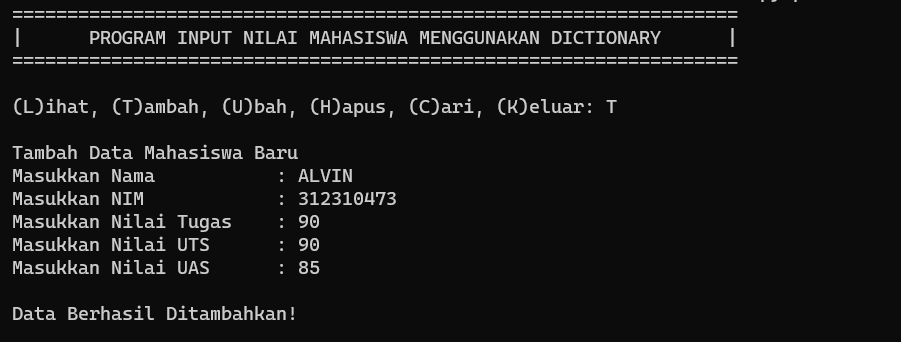 ==================================================================
|      PROGRAM INPUT NILAI MAHASISWA MENGGUNAKAN DICTIONARY      |
==================================================================
(L)ihat, (T)ambah, (U)bah, (H)apus, (C)ari, (K)eluar: T
Tambah Data Mahasiswa Baru
Masukkan Nama           : ALVIN
Masukkan NIM            : 312310473
Masukkan Nilai Tugas    : 90
Masukkan Nilai UTS      : 90
Masukkan Nilai UAS      : 85
Data Berhasil Ditambahkan!